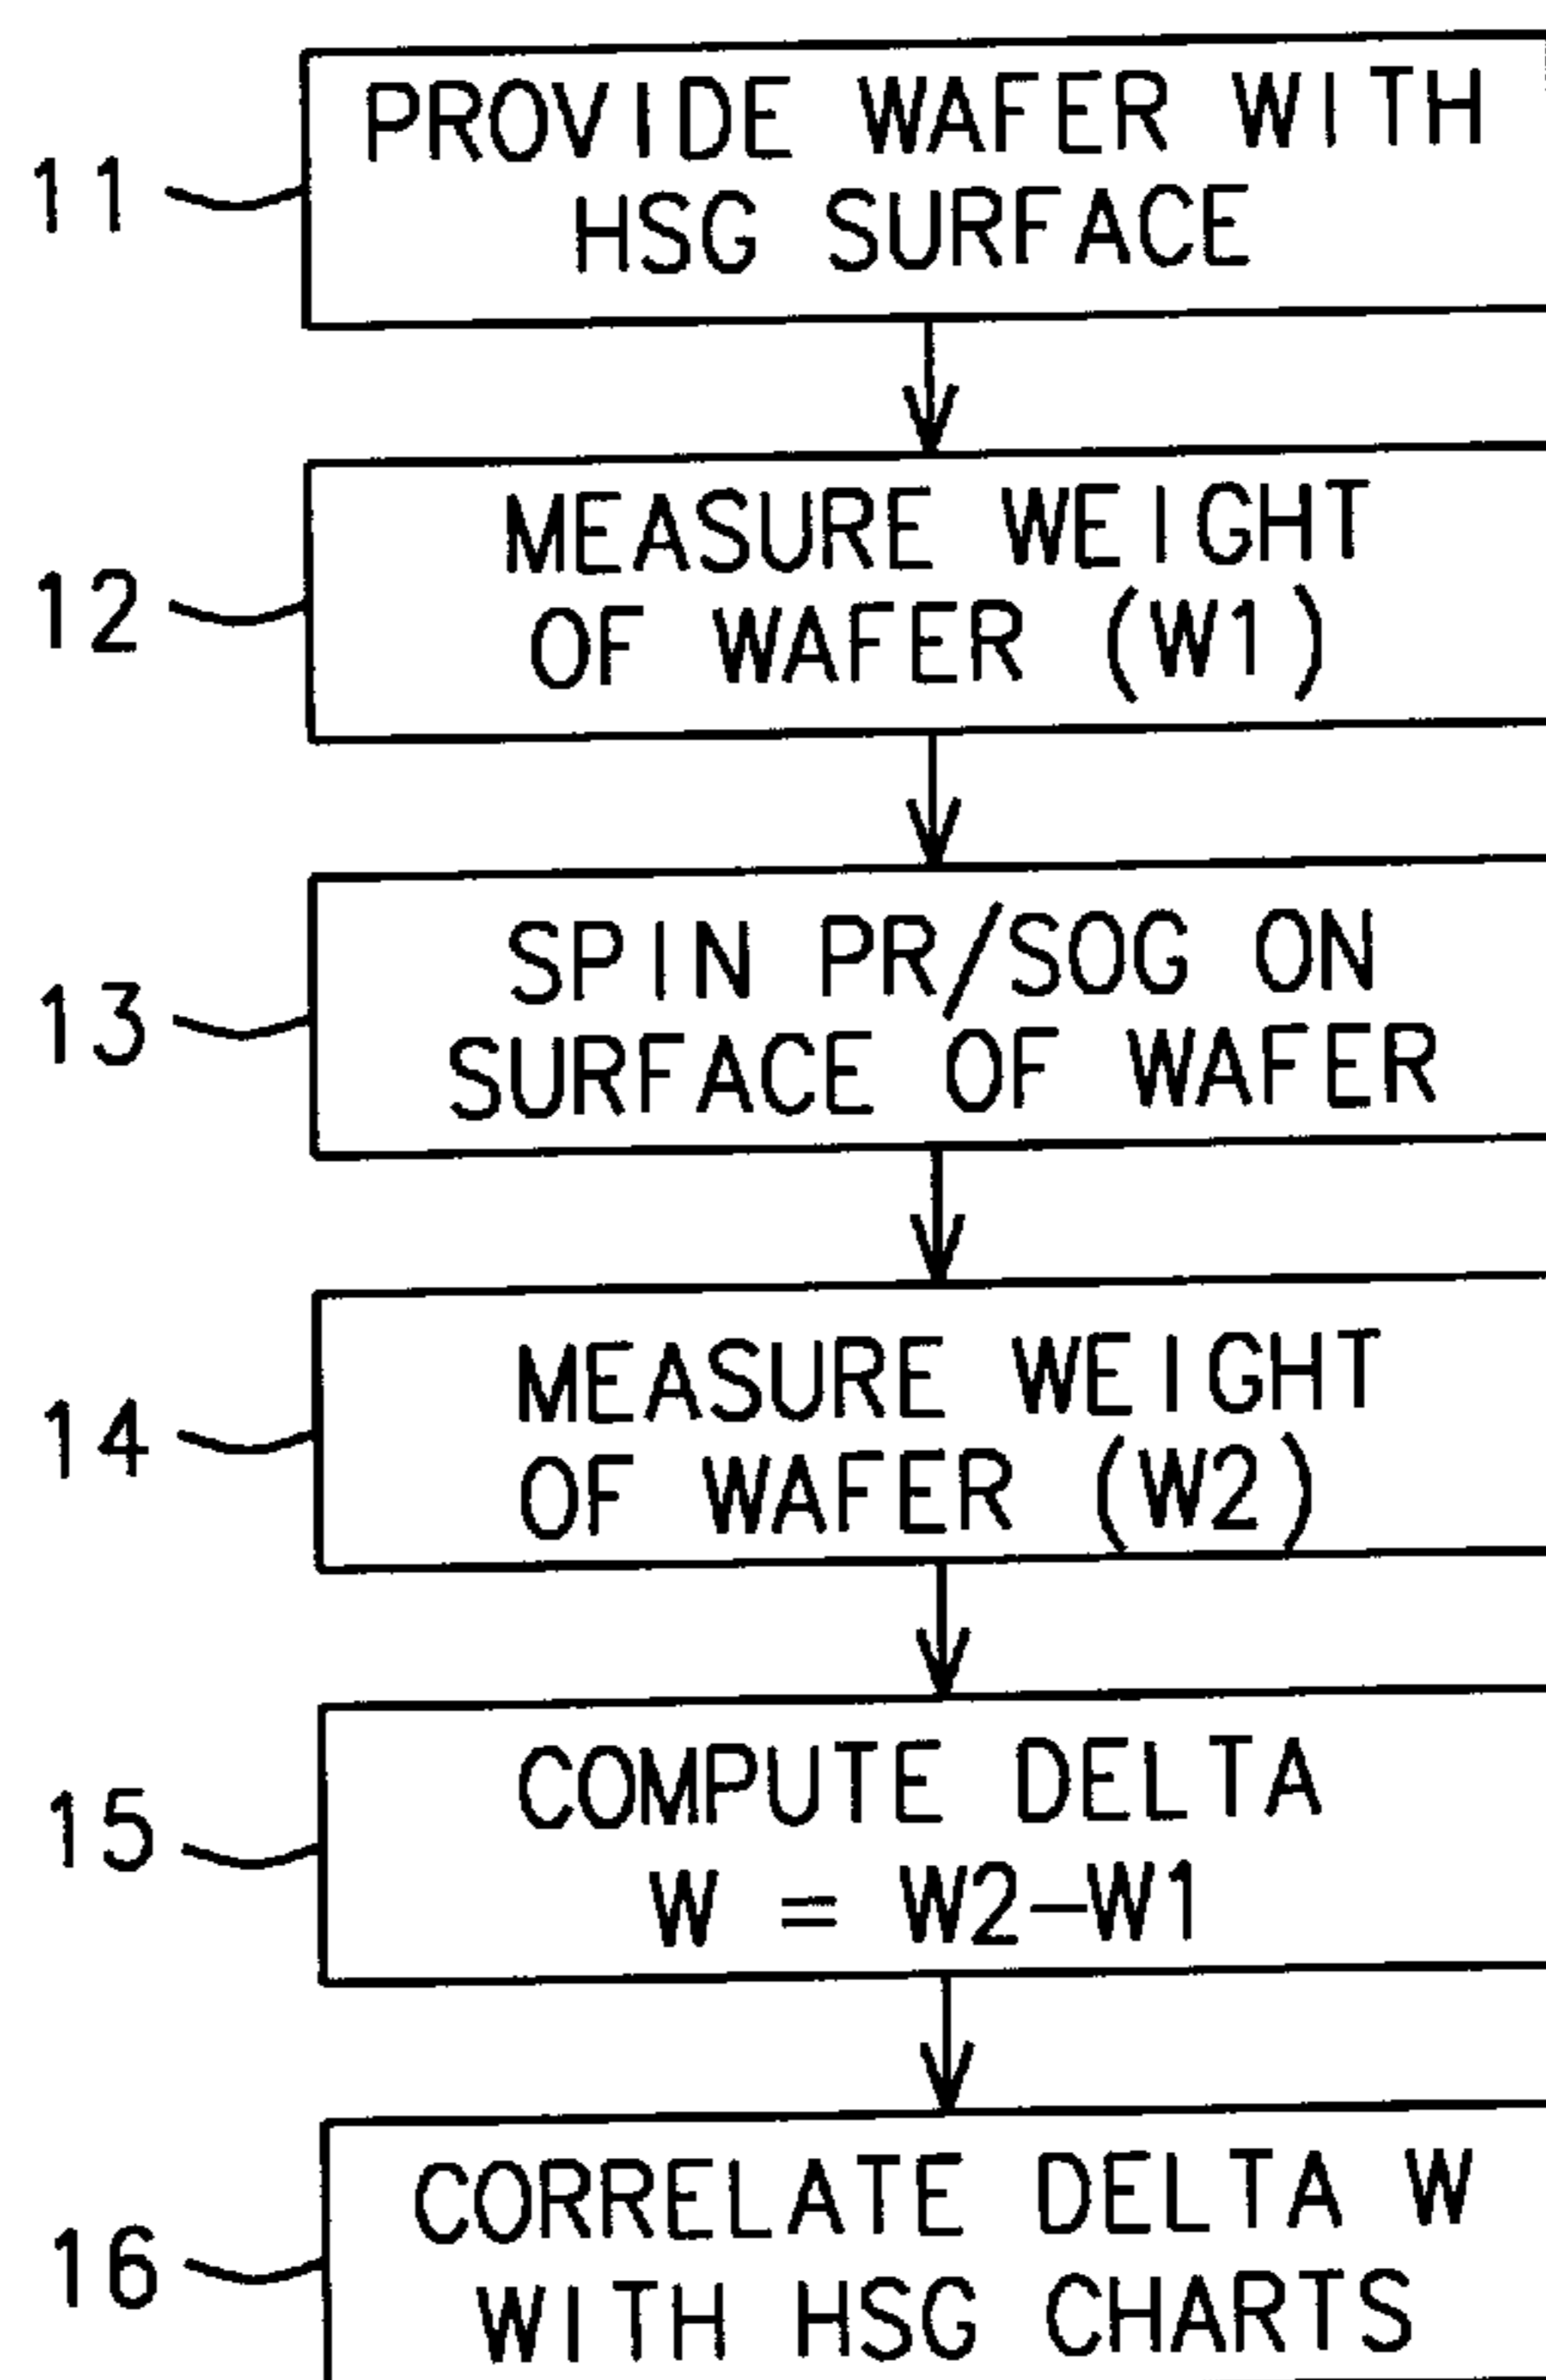 11
PROVIDE WAFER WITH
HSG SURFACE
12
MEASURE WEIGHT
OF WAFER (W1)
13
SPIN PR/SOG ON
SURFACE OF WAFER
14
MEASURE WEIGHT
OF WAFER (W2)
15
COMPUTE DELTA
W = W2-W1
16
CORRELATE DELTA W
WITH HSG CHARTS